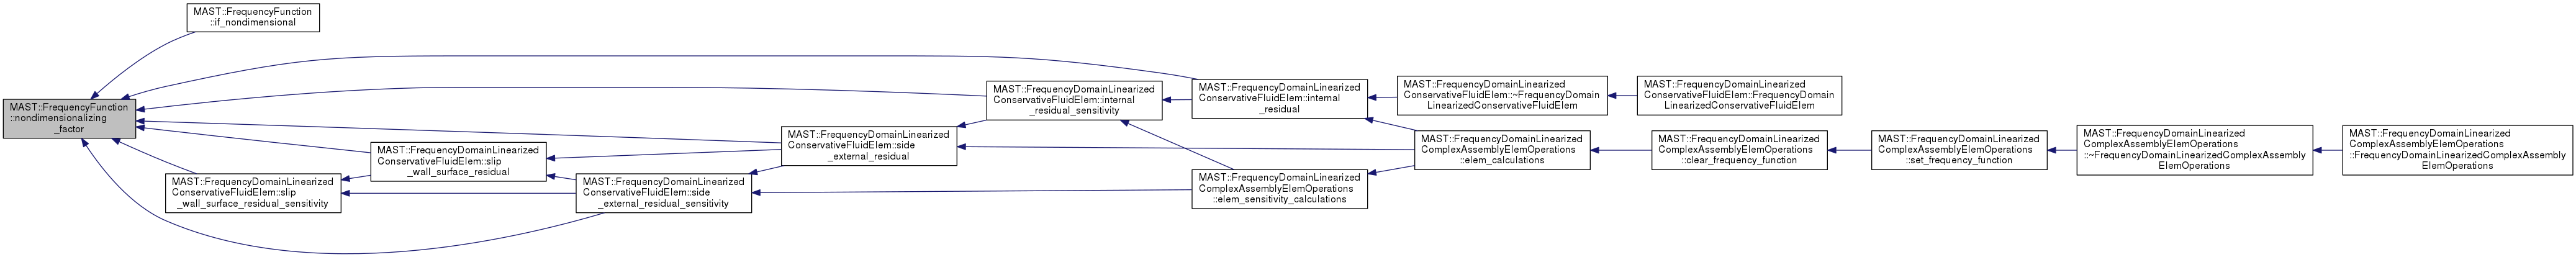 MAST::FrequencyFunction
::if_nondimensional
MAST::FrequencyFunction
::nondimensionalizing
_factor
MAST::FrequencyDomainLinearized
ConservativeFluidElem::slip
_wall_surface_residual_sensitivity
MAST::FrequencyDomainLinearized
ConservativeFluidElem::slip
_wall_surface_residual
MAST::FrequencyDomainLinearized
ConservativeFluidElem::side
_external_residual_sensitivity
MAST::FrequencyDomainLinearized
ConservativeFluidElem::side
_external_residual
MAST::FrequencyDomainLinearized
ConservativeFluidElem::internal
_residual_sensitivity
MAST::FrequencyDomainLinearized
ConservativeFluidElem::internal
_residual
MAST::FrequencyDomainLinearized
ComplexAssemblyElemOperations
::elem_sensitivity_calculations
MAST::FrequencyDomainLinearized
ConservativeFluidElem::~FrequencyDomain
LinearizedConservativeFluidElem
MAST::FrequencyDomainLinearized
ComplexAssemblyElemOperations
::elem_calculations
MAST::FrequencyDomainLinearized
ConservativeFluidElem::FrequencyDomain
LinearizedConservativeFluidElem
MAST::FrequencyDomainLinearized
ComplexAssemblyElemOperations
::clear_frequency_function
MAST::FrequencyDomainLinearized
ComplexAssemblyElemOperations
::set_frequency_function
MAST::FrequencyDomainLinearized
ComplexAssemblyElemOperations
::~FrequencyDomainLinearizedComplexAssembly
ElemOperations
MAST::FrequencyDomainLinearized
ComplexAssemblyElemOperations
::FrequencyDomainLinearizedComplexAssembly
ElemOperations